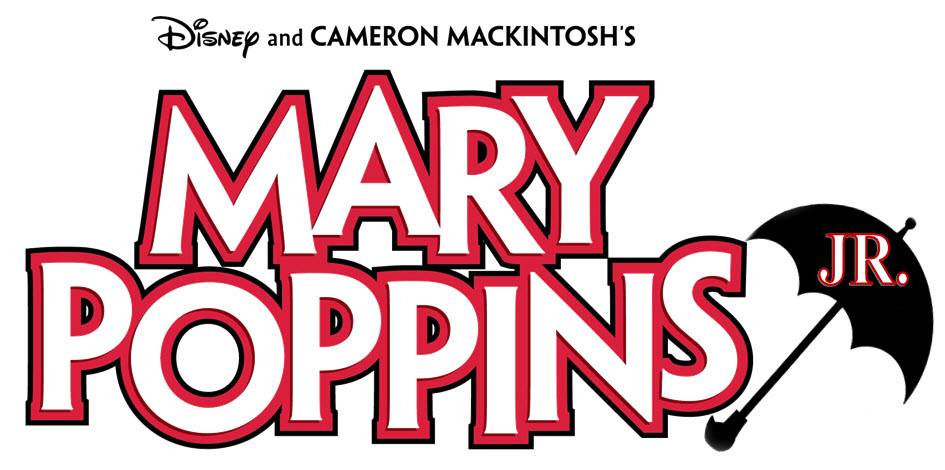 Disney and CAMERON MACKINTOSH'S
MARY
POPPINS
JR.